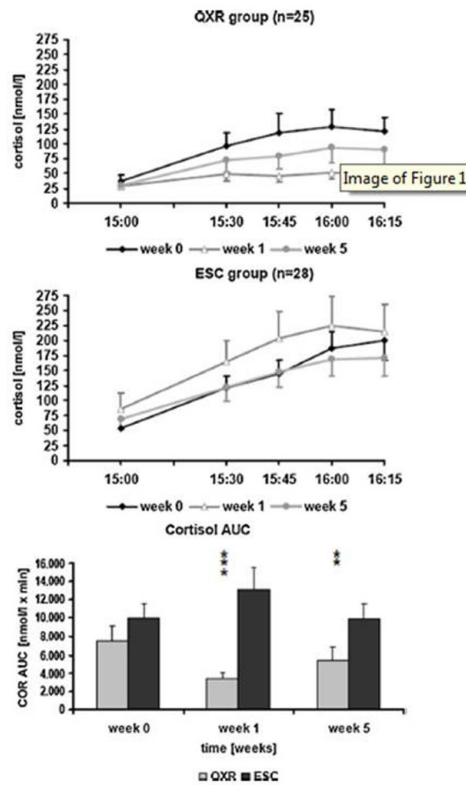 QXR group (n=25)
cortisol [nmol/l]
275
250
225
200
175
150
125
100
75
50
25
0
Image of Figure 1
15:00 15:30 15:45 16:00 16:15
week 0 week 1 week 5
ESC group (n=28)
cortisol [nmol/l]
275
250
225
200
175
150
125
100
75
50
25
0
15:00 15:30 15:45 16:00 16:15
week 0 week 1 week 5
Cortisol AUC
COR AUC [nmol/l x min]
16.000
14.000
12.000
10.000
8.000
6.000
4.000
2.000
0
*** **
week 0 week 1 week 5
time [weeks]
QXR ESC